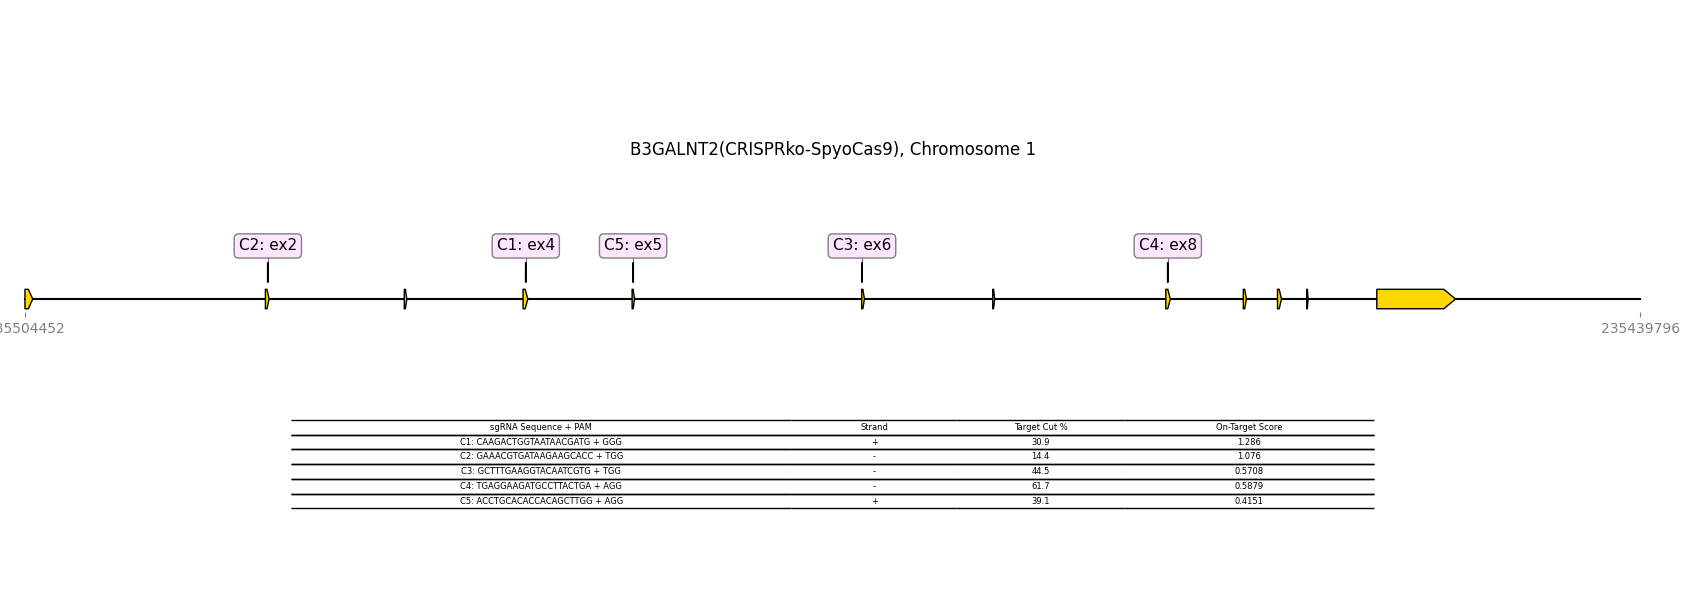 B3GALNT2(CRISPRko-SpyoCas9), Chromosome 1
C2: ex2 C1: ex4 C5: ex5 C3: ex6 C4: ex8
35504452 235439796
sgRNA Sequence + PAM Strand Target Cut % On-Target Score
C1: CAAGACTGGTAATAACGATG + GGG + 30.9 1.286
C2: GAAACGTGATAAGAAGCACC + TGG - 14.4 1.076
C3: GCTTTGAAGGTACAATCGTG + TGG - 44.5 0.5708
C4: TGAGGAAGATGCCTTACTGA + AGG - 61.7 0.5879
C5: ACCTGCACACCACAGCTTGG + AGG + 39.1 0.4151